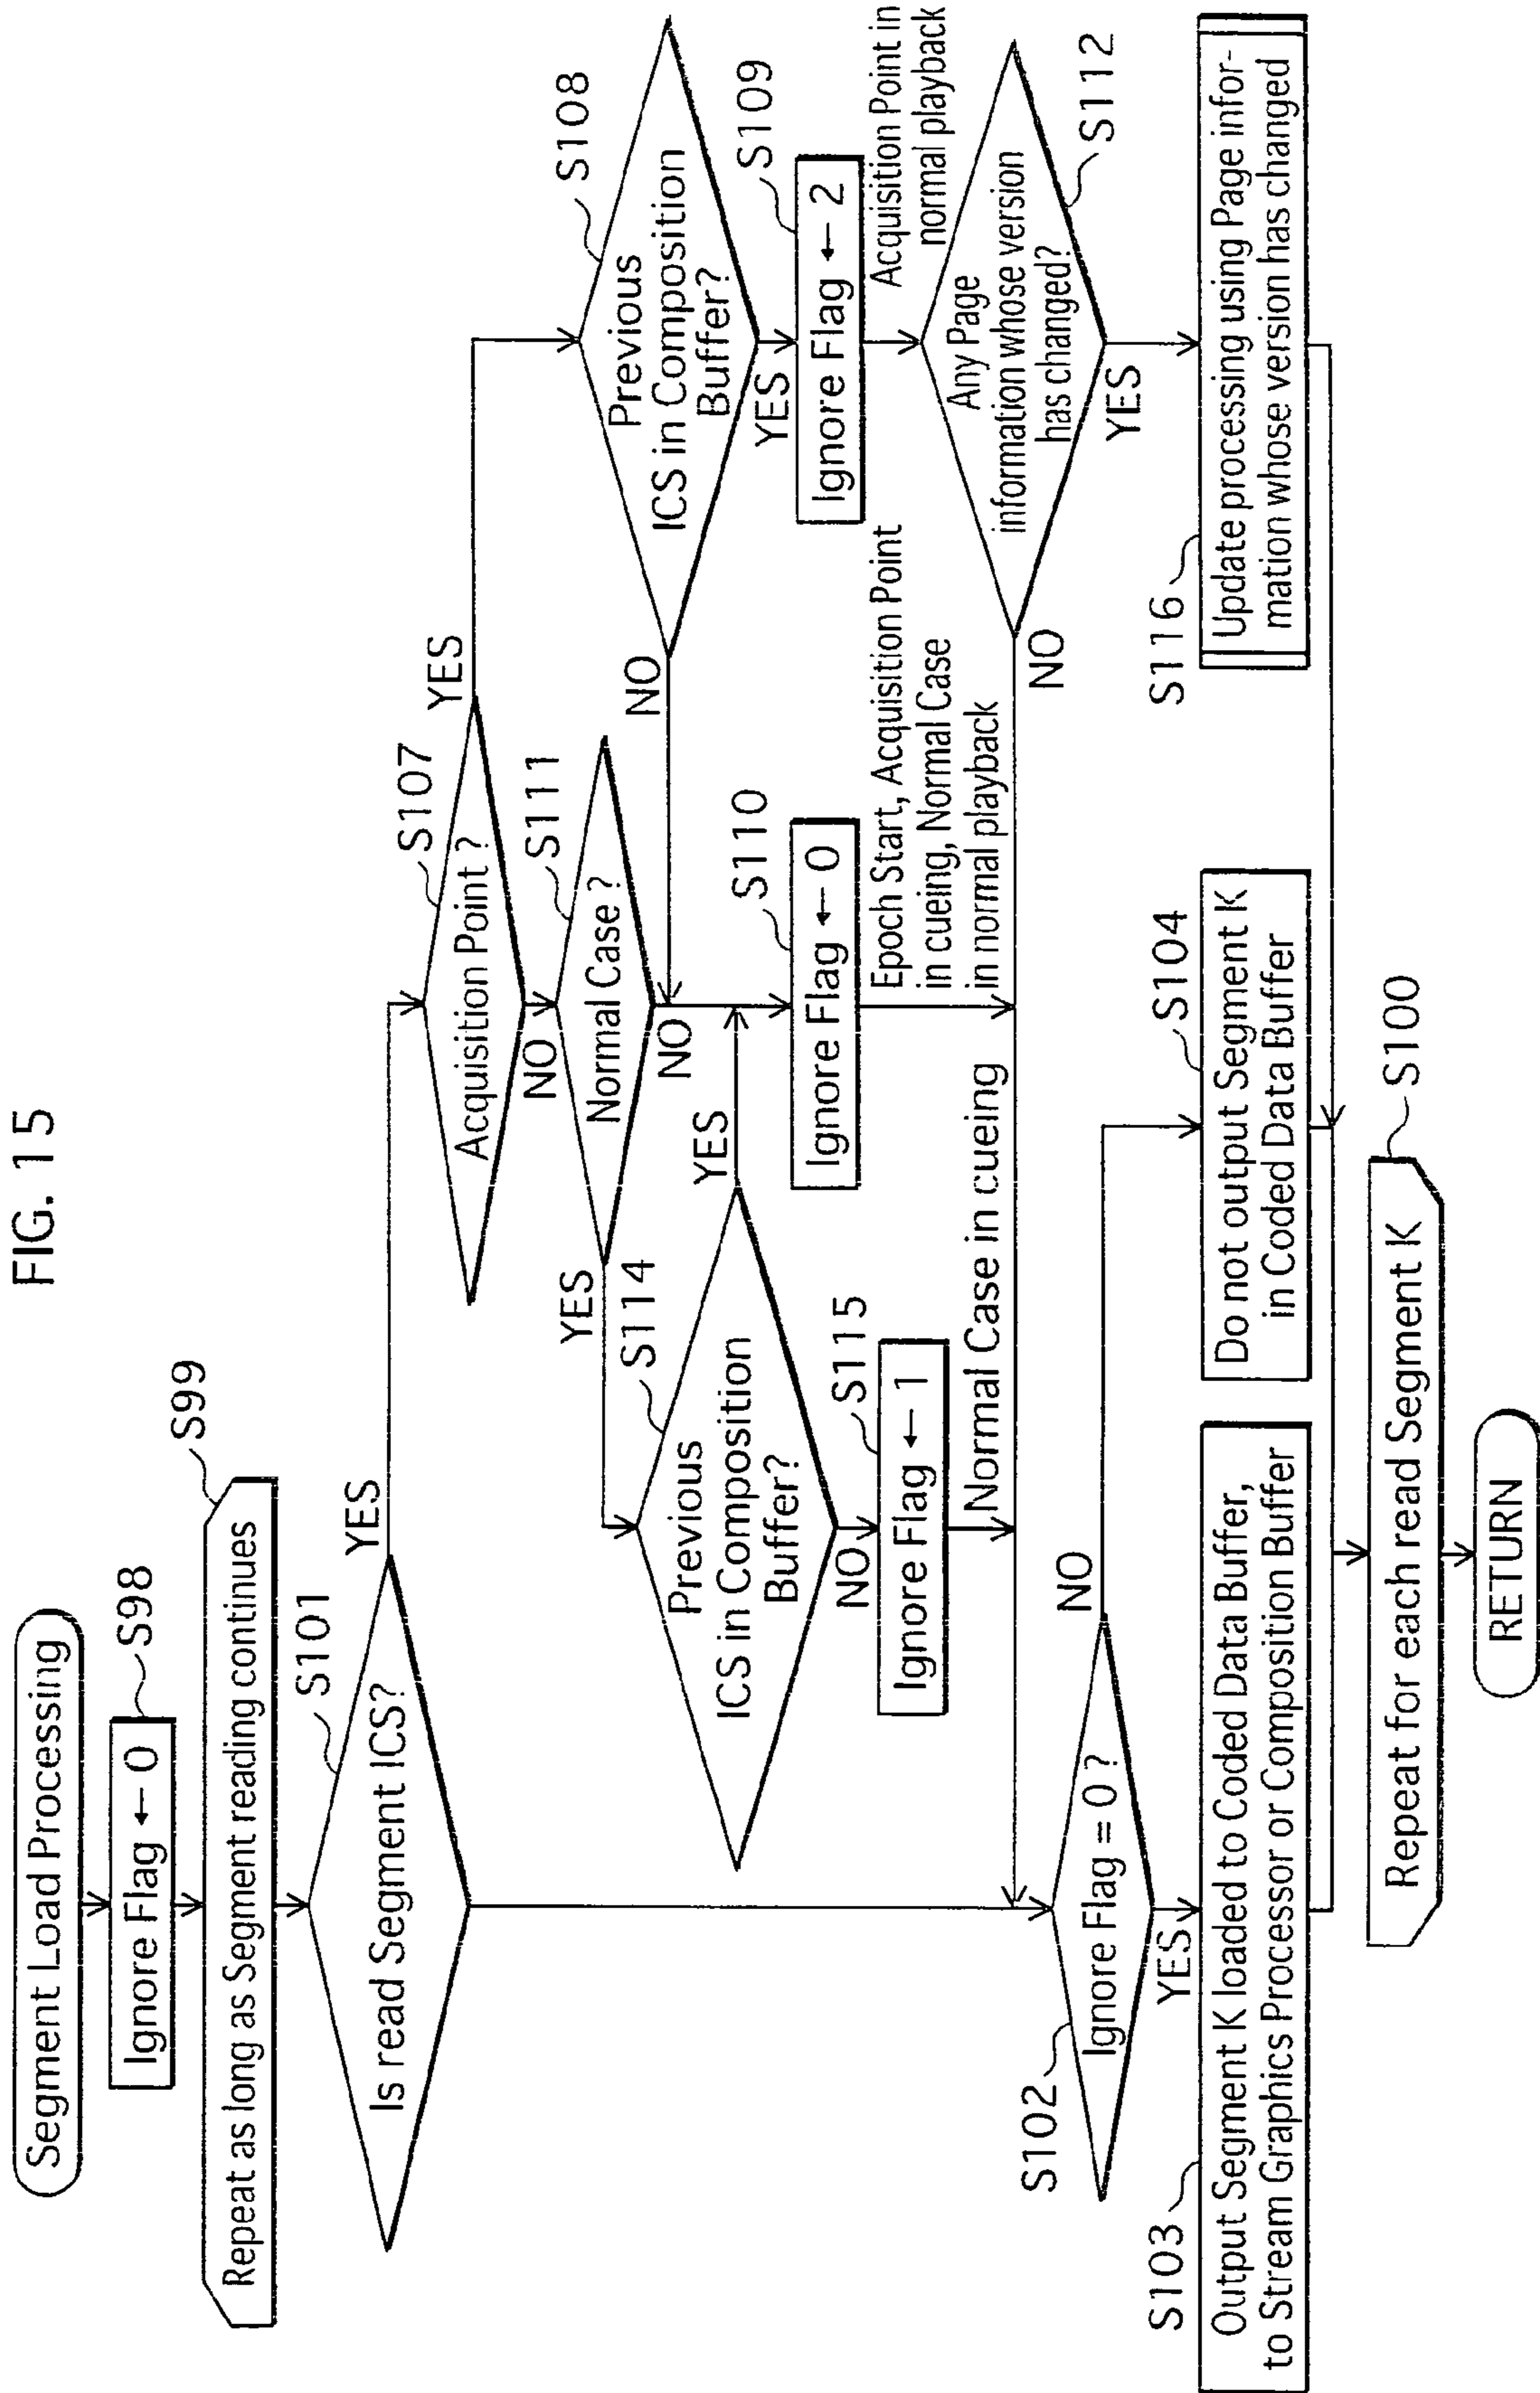 FIG. 15
Segment Load Processing
Ignore Flag ← 0
S98
S99
Repeat as long as Segment reading continues
S101
Is read Segment ICS?
YES
S107
Acquisition Point ?
YES
NO
S111
Normal Case ?
YES
NO
S108
Previous
ICS in Composition
Buffer?
NO
YES
S109
Ignore Flag ← 2
Acquisition Point in
normal playback
S114
Previous
ICS in Composition
Buffer?
YES
NO
S115
Ignore Flag ← 1
Normal Case in cueing
S110
Ignore Flag ← 0
Epoch Start, Acquisition Point
in cueing, Normal Case
in normal playback
S112
Any Page
information whose version
has changed?
NO
YES
S102
Ignore Flag = 0 ?
NO
YES
S103
Output Segment K loaded to Coded Data Buffer,
to Stream Graphics Processor or Composition Buffer
S104
Do not output Segment K
in Coded Data Buffer
S116
Update processing using Page infor-
mation whose version has changed
S100
Repeat for each read Segment K
RETURN